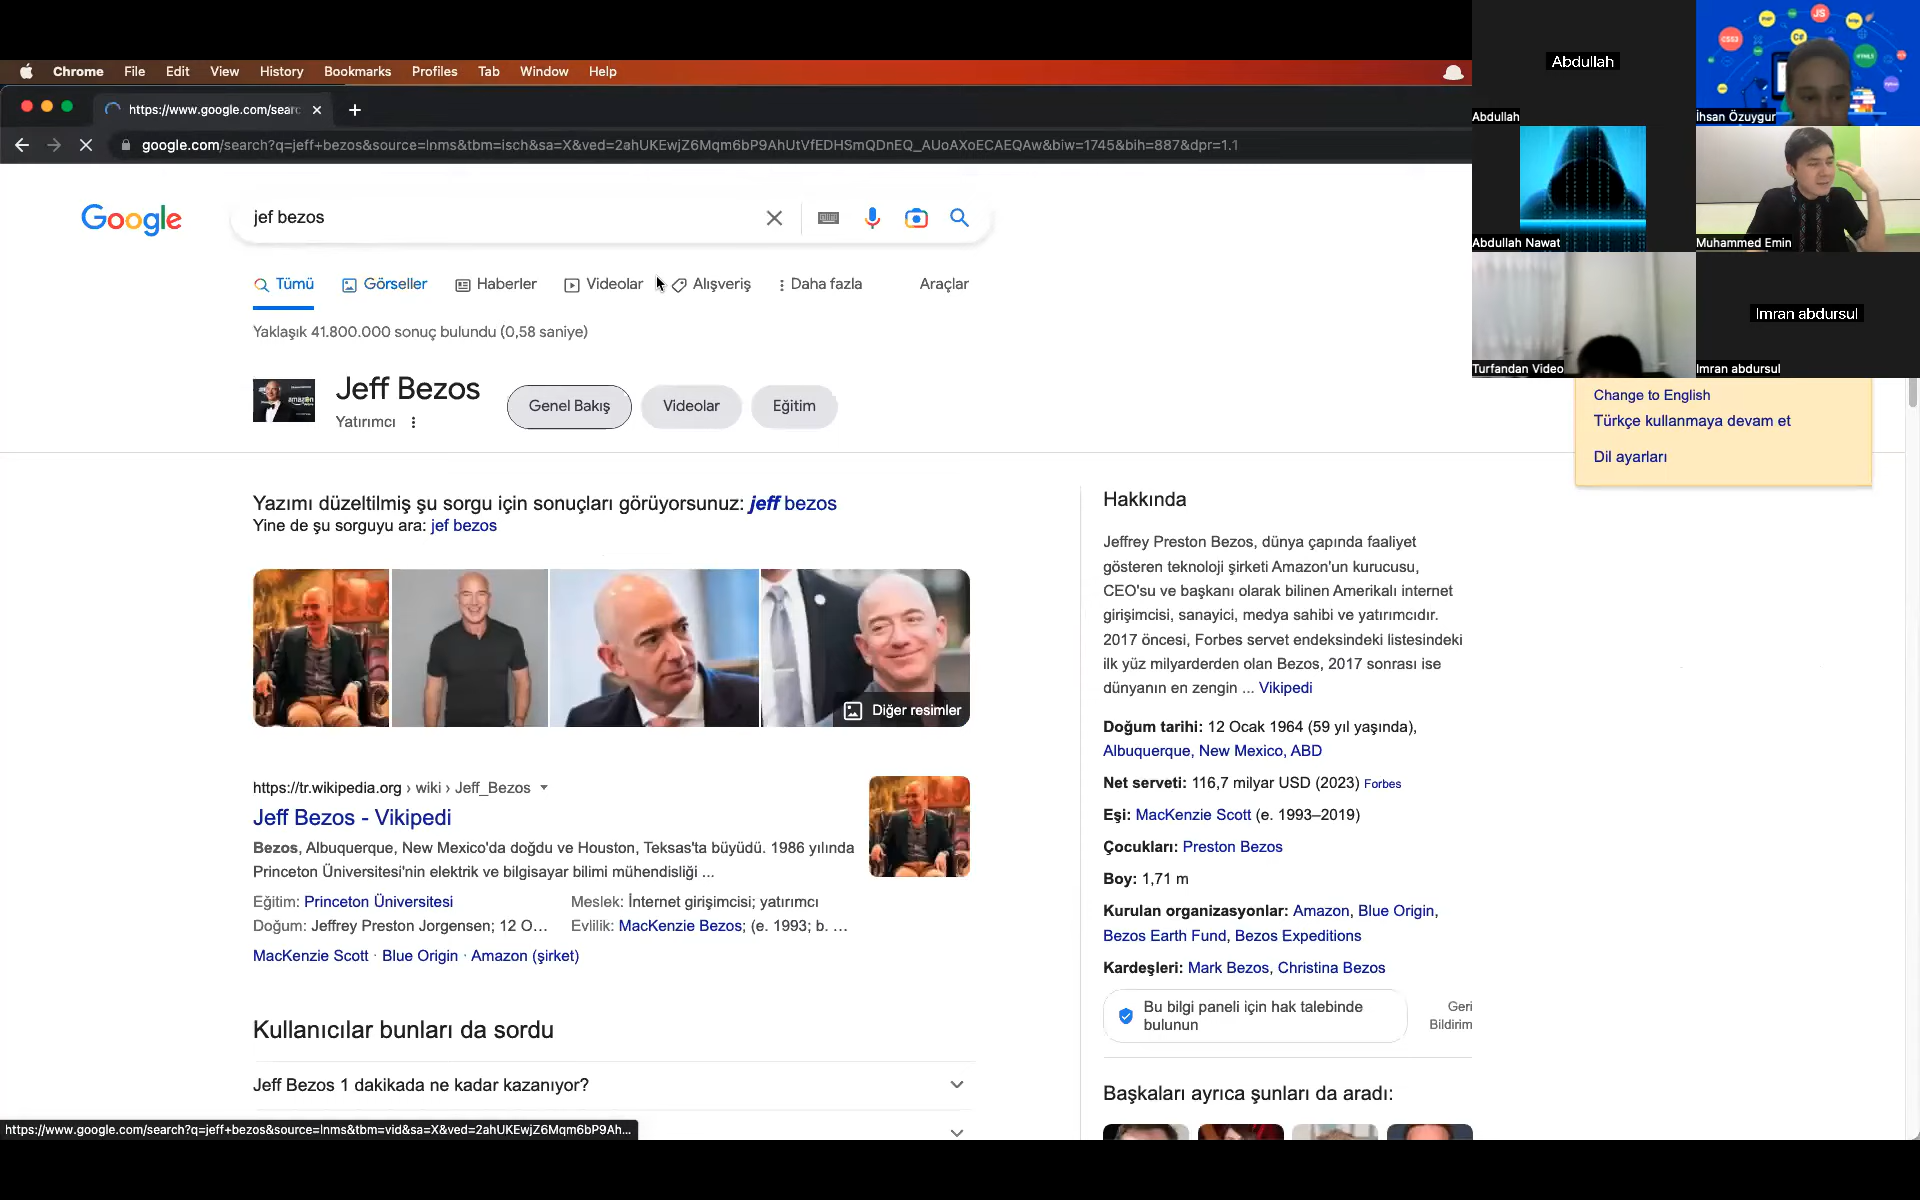 Chrome File Edit View History Bookmarks Profiles Tab Window Help
https://www.google.com/searc
google.com/search?q=jeff+bezos&source=lnms&tbm=isch&sa=X&ved=2ahUKEwjZ6Mqm6bP9AhUtVfEDHSmQDnEQ_AUoAXoECAEQAw&biw=1745&bih=887&dpr=1.1
Google
jef bezos
Tümü Görseller Haberler Videolar Alışveriş Daha fazla Araçlar
Yaklaşık 41.800.000 sonuç bulundu (0,58 saniye)
Jeff Bezos
Yatırımcı
Genel Bakış Videolar Eğitim
amazon
Yazımı düzeltilmiş şu sorgu için sonuçları görüyorsunuz: jeff bezos
Yine de şu sorguyu ara: jef bezos
Diğer resimler
https://tr.wikipedia.org › wiki › Jeff_Bezos
Jeff Bezos - Vikipedi
Bezos, Albuquerque, New Mexico'da doğdu ve Houston, Teksas'ta büyüdü. 1986 yılında
Princeton Üniversitesi'nin elektrik ve bilgisayar bilimi mühendisliği ...
Eğitim: Princeton Üniversitesi Meslek: İnternet girişimcisi; yatırımcı
Doğum: Jeffrey Preston Jorgensen; 12 O... Evlilik: MacKenzie Bezos; (e. 1993; b. ...
MacKenzie Scott · Blue Origin · Amazon (şirket)
Kullanıcılar bunları da sordu
Jeff Bezos 1 dakikada ne kadar kazanıyor?
https://www.google.com/search?q=jeff+bezos&source=lnms&tbm=vid&sa=X&ved=2ahUKEwjZ6Mqm6bP9Ah...
Hakkında
Jeffrey Preston Bezos, dünya çapında faaliyet
gösteren teknoloji şirketi Amazon'un kurucusu,
CEO'su ve başkanı olarak bilinen Amerikalı internet
girişimcisi, sanayici, medya sahibi ve yatırımcıdır.
2017 öncesi, Forbes servet endeksindeki listesindeki
ilk yüz milyarderden olan Bezos, 2017 sonrası ise
dünyanın en zengin ... Vikipedi
Doğum tarihi: 12 Ocak 1964 (59 yıl yaşında),
Albuquerque, New Mexico, ABD
Net serveti: 116,7 milyar USD (2023) Forbes
Eşi: MacKenzie Scott (e. 1993–2019)
Çocukları: Preston Bezos
Boy: 1,71 m
Kurulan organizasyonlar: Amazon, Blue Origin,
Bezos Earth Fund, Bezos Expeditions
Kardeşleri: Mark Bezos, Christina Bezos
Bu bilgi paneli için hak talebinde
bulunun
Geri
Bildirim
Başkaları ayrıca şunları da aradı:
Change to English
Türkçe kullanmaya devam et
Dil ayarları
Abdullah
Abdullah
PHP
JS
CSS3
C#
HTML5
İhsan Özuygur
Abdullah Nawat
Muhammed Emin
Turfandan Video
Imran abdursul
Imran abdursul